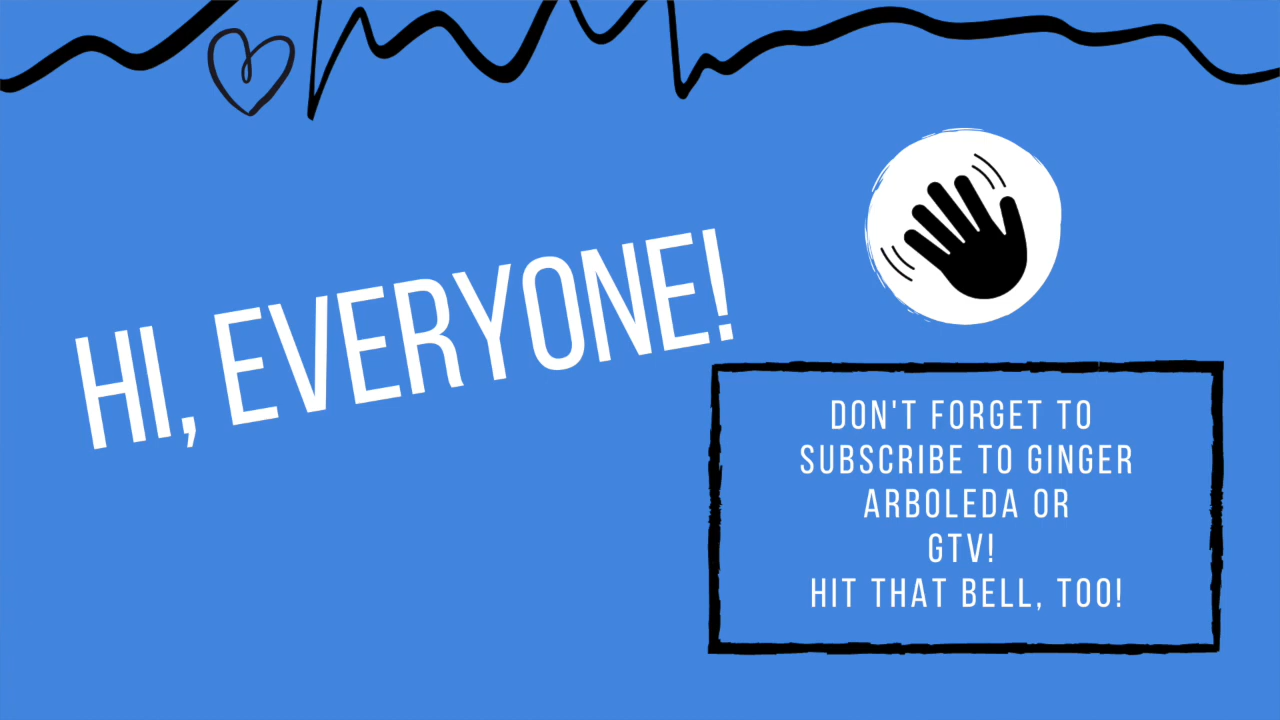 HI, EVERYONE!
DON'T FORGET TO
SUBSCRIBE TO GINGER
ARBOLEDA OR
GTV!
HIT THAT BELL, TOO!